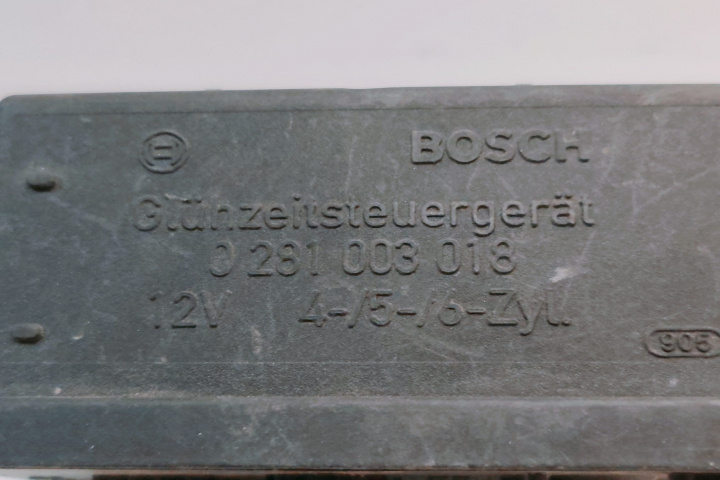 BOSCH
Glühzeitsteuergerät
0 281 003 018
12V 4-/5-/6-Zyl.
905